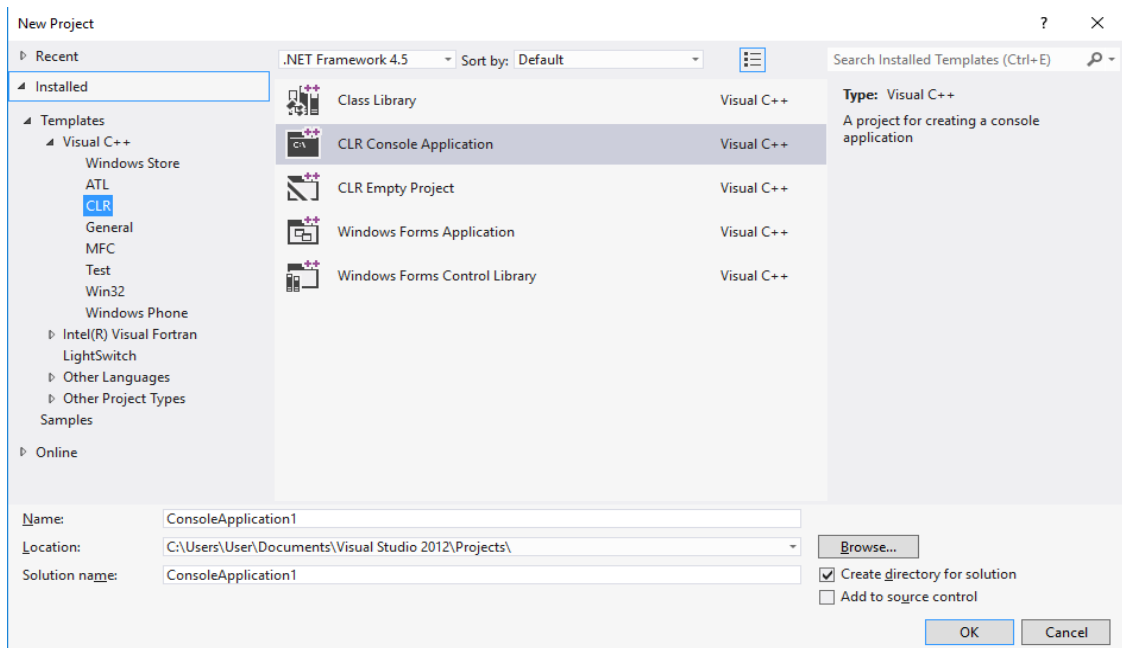 New Project
? ×
Recent
.NET Framework 4.5 Sort by: Default
Search Installed Templates (Ctrl+E)
Installed
Templates
Visual C++
Windows Store
ATL
CLR
General
MFC
Test
Win32
Windows Phone
Intel(R) Visual Fortran
LightSwitch
Other Languages
Other Project Types
Samples
Online
Class Library Visual C++
CLR Console Application Visual C++
CLR Empty Project Visual C++
Windows Forms Application Visual C++
Windows Forms Control Library Visual C++
Type: Visual C++
A project for creating a console
application
Name: ConsoleApplication1
Location: C:\Users\User\Documents\Visual Studio 2012\Projects\
Browse...
Solution name: ConsoleApplication1
Create directory for solution
Add to source control
OK Cancel